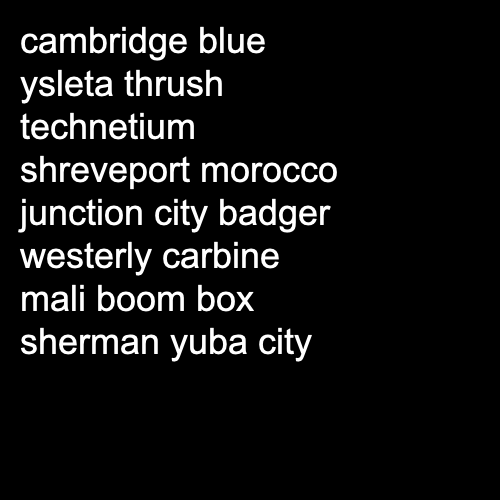 cambridge blue
ysleta thrush
technetium
shreveport morocco
junction city badger
westerly carbine
mali boom box
sherman yuba city